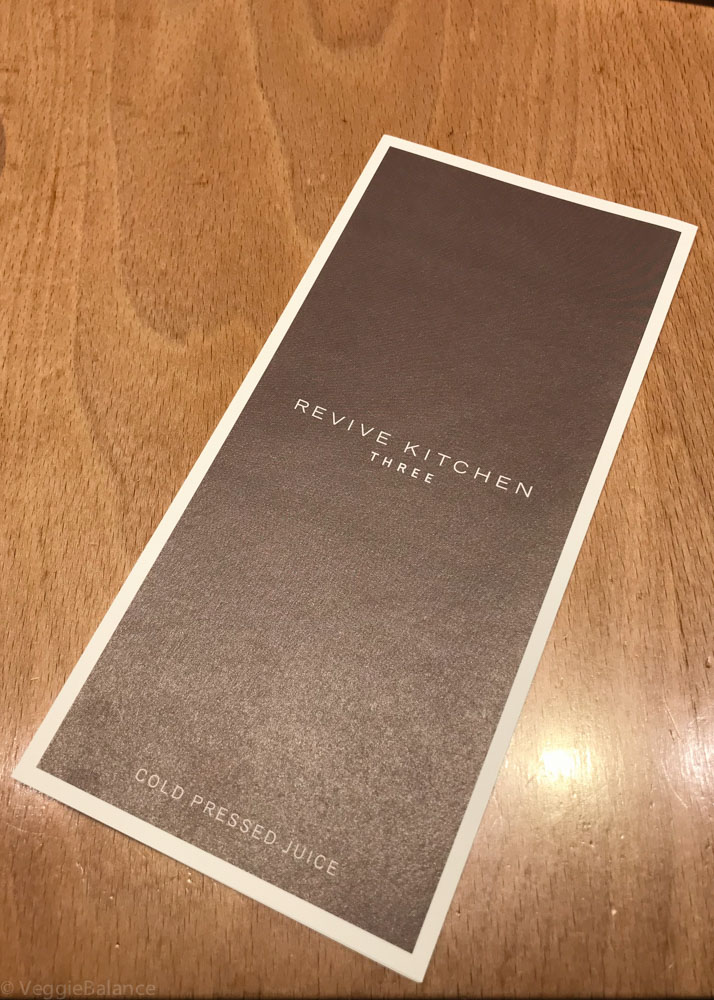 REVIVE KITCHEN
THREE
COLD PRESSED JUICE
© VeggieBalance